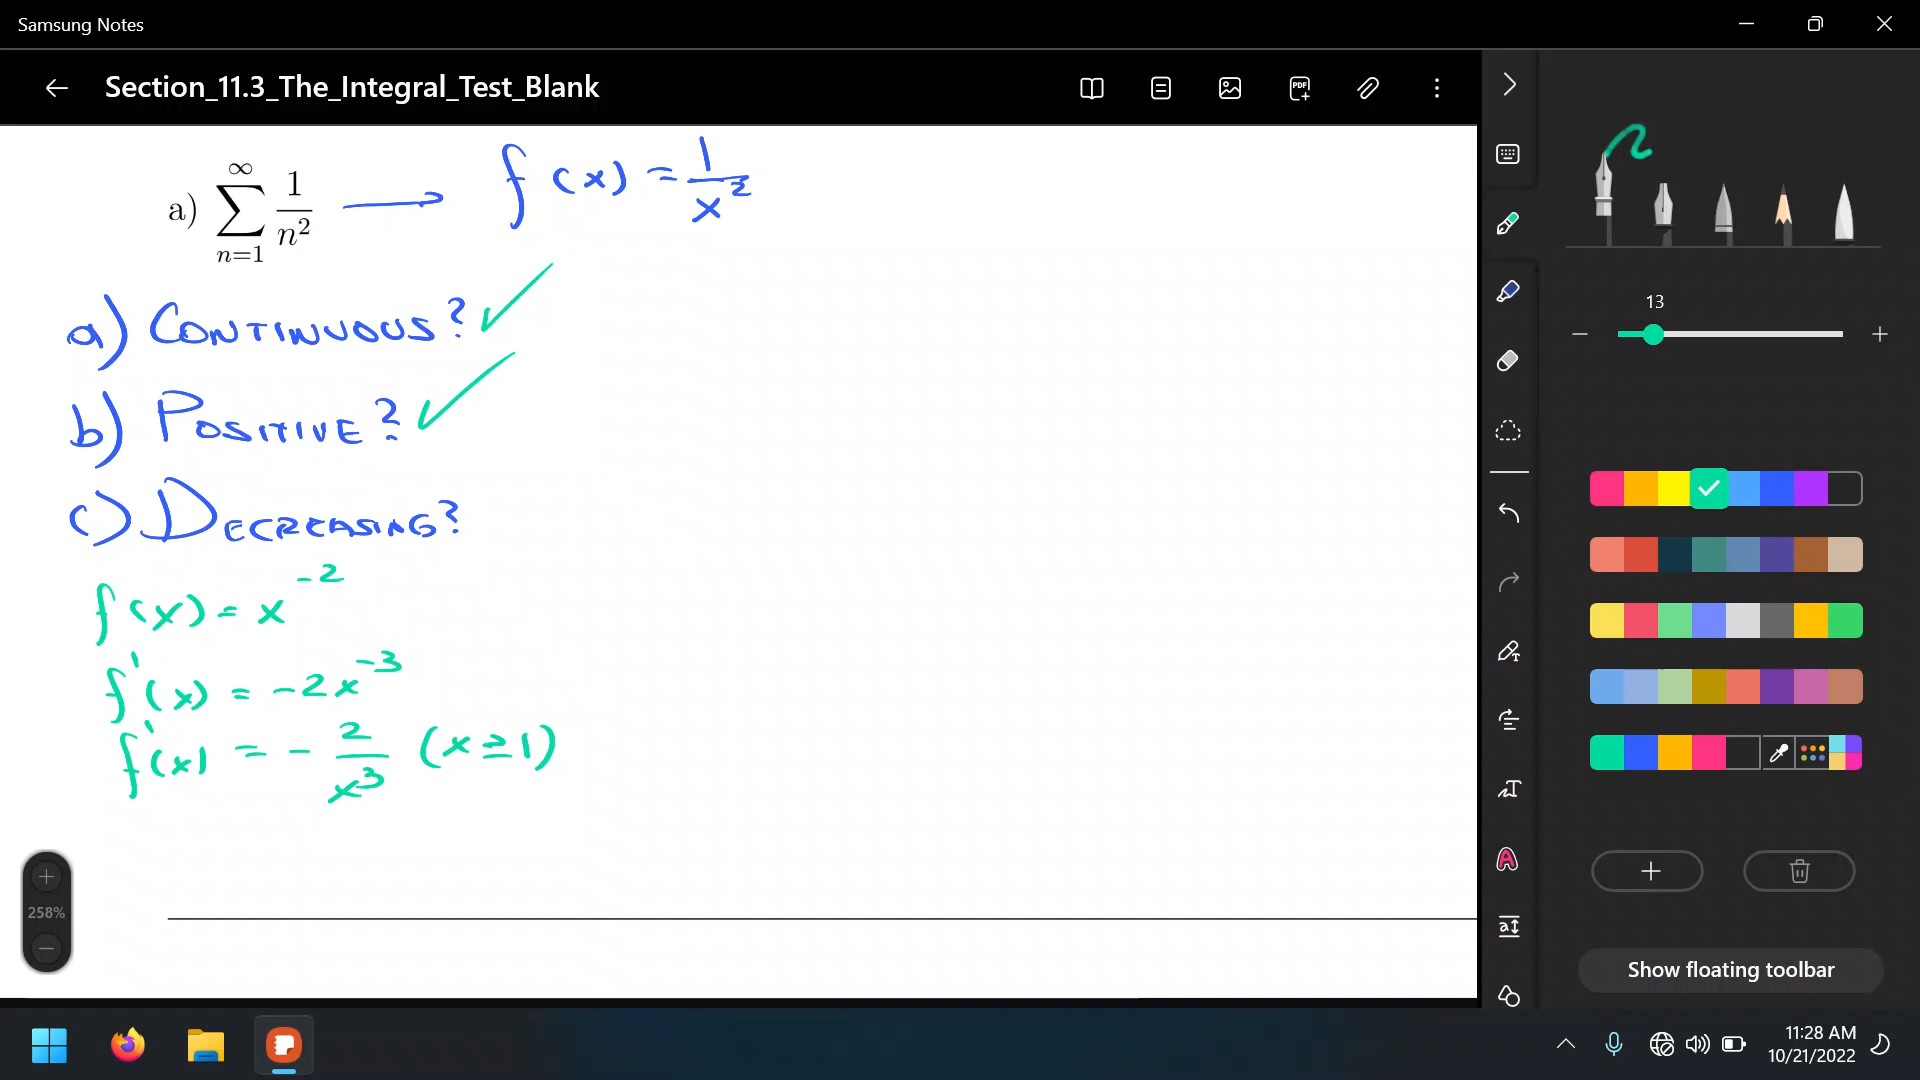 Samsung Notes
Section_11.3_The_Integral_Test_Blank
a) ∑_{n=1}^{∞} 1/n² → f(x) = 1/x²
a) CONTINUOUS? ✓
b) POSITIVE? ✓
c) DECREASING?
f(x) = x^{-2}
f'(x) = -2x^{-3}
f'(x) = - 2/x³ (x ≥ 1)
258%
13
PDF
A
Show floating toolbar
11:28 AM
10/21/2022